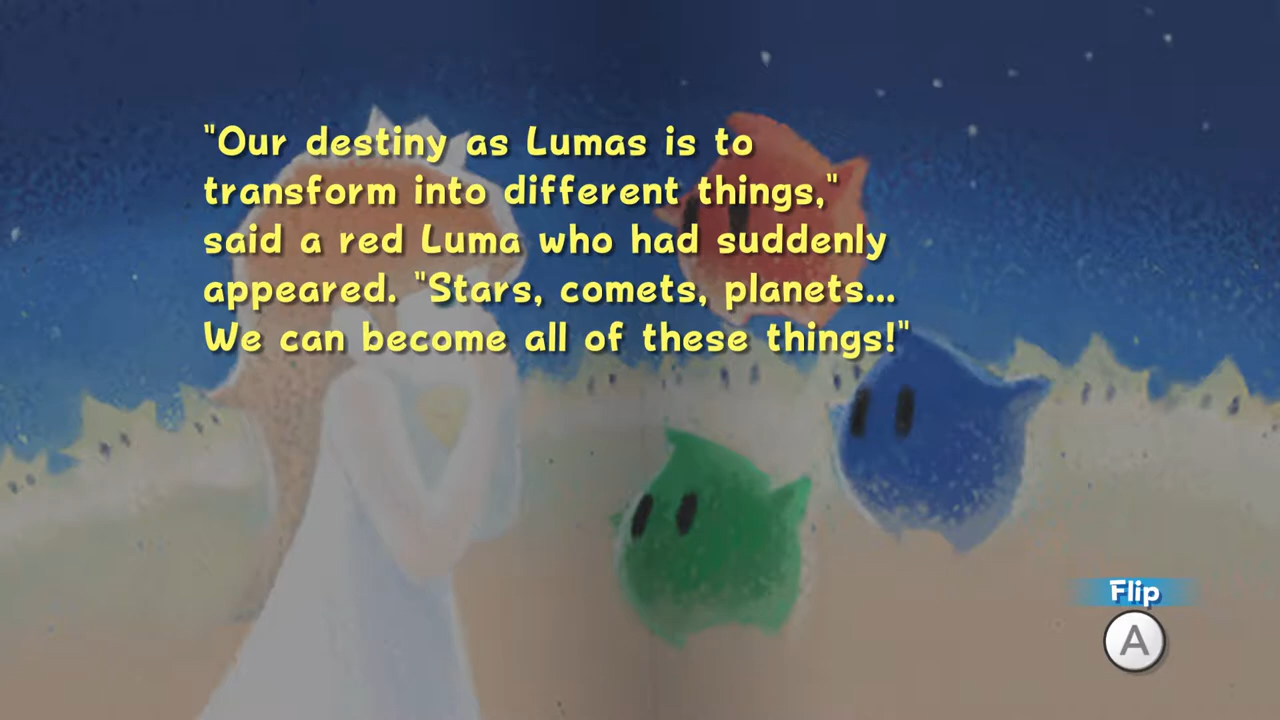 "Our destiny as Lumas is to
transform into different things,"
said a red Luma who had suddenly
appeared. "Stars, comets, planets...
We can become all of these things!"
Flip
A